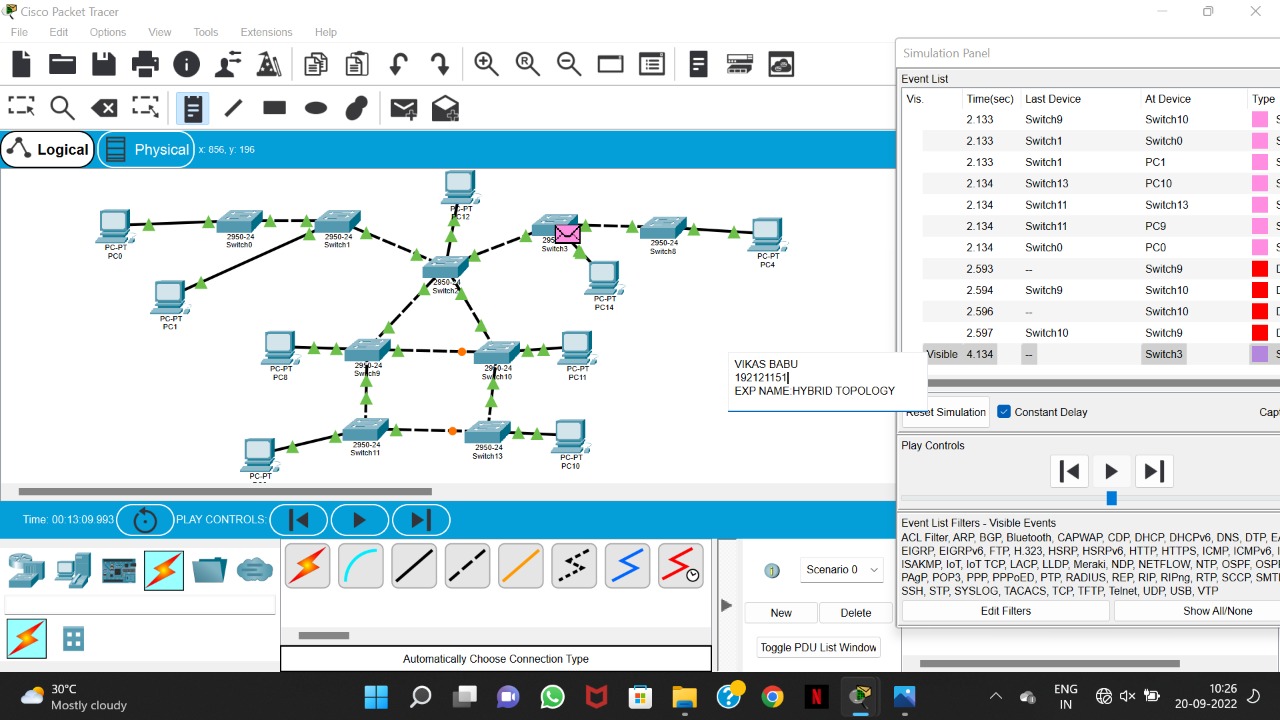 Cisco Packet Tracer
File Edit Options View Tools Extensions Help
Logical
Physical
x: 856, y: 196
PC-PT
PC0
2950-24
Switch0
2950-24
Switch1
PC-PT
PC12
Switch3
2950-24
Switch8
PC-PT
PC4
PC-PT
PC1
2950-24
PC-PT
PC14
PC-PT
PC8
2950-24
Switch9
2950-24
Switch10
PC-PT
PC11
PC-PT
2950-24
Switch11
2950-24
Switch13
PC-PT
PC10
VIKAS BABU
192121151
EXP NAME:HYBRID TOPOLOGY
Simulation Panel
Event List
Vis. Time(sec) Last Device At Device Type
2.133 Switch9 Switch10
2.133 Switch1 Switch0
2.133 Switch1 PC1
2.134 Switch13 PC10
2.134 Switch11 Switch13
2.134 Switch11 PC9
2.134 Switch0 PC0
2.593 -- Switch9
2.594 Switch9 Switch10
2.596 -- Switch10
2.597 Switch10 Switch9
Visible 4.134 -- Switch3
Reset Simulation Constant Delay
Play Controls
Event List Filters - Visible Events
ACL Filter, ARP, BGP, Bluetooth, CAPWAP, CDP, DHCP, DHCPv6, DNS, DTP,
EIGRP, EIGRPv6, FTP, H.323, HSRP, HSRPv6, HTTP, HTTPS, ICMP, ICMPv6,
ISAKMP, IoT, IoT TCP, LACP, LLDP, Meraki, NDP, NETFLOW, NTP, OSPF,
PAgP, POP3, PPP, PPPoED, PTP, RADIUS, REP, RIP, RIPng, RTP, SCCP,
SSH, STP, SYSLOG, TACACS, TCP, TFTP, Telnet, UDP, USB, VTP
Edit Filters Show All/None
Time: 00:13:09.993 PLAY CONTROLS:
Scenario 0
New Delete
Toggle PDU List Window
Automatically Choose Connection Type
30°C
Mostly cloudy
ENG
IN
10:26
20-09-2022